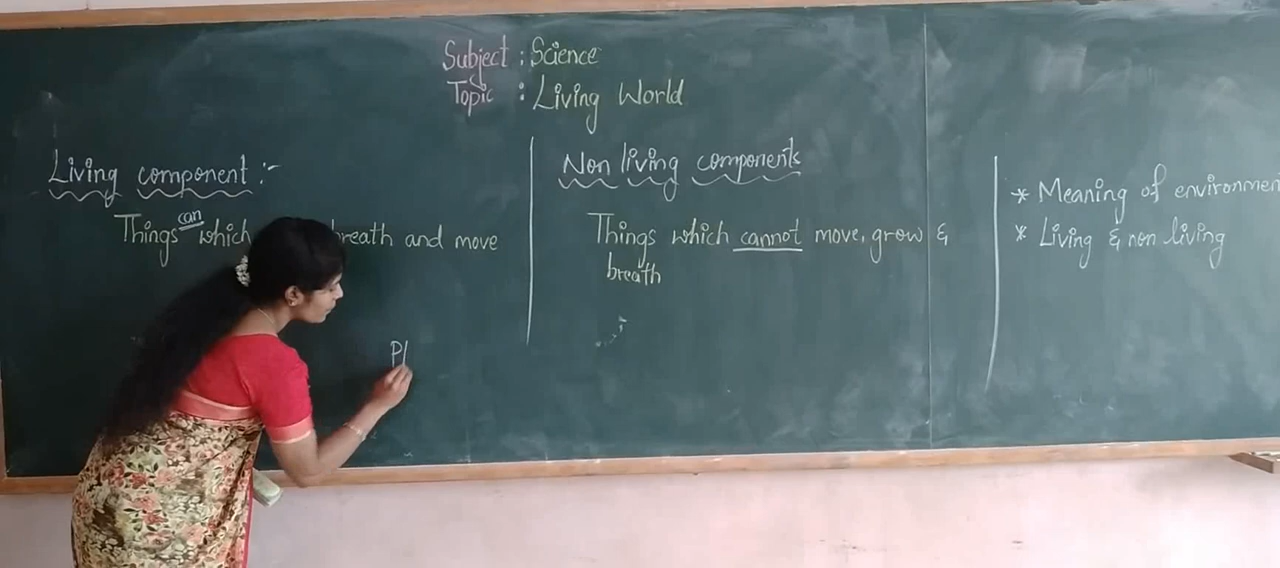 Subject : Science
Topic : Living World
Living component :-
Things can which breath and move
Pl
Non living components
Things which cannot move, grow &
breath
* Meaning of environmen
* Living & non living